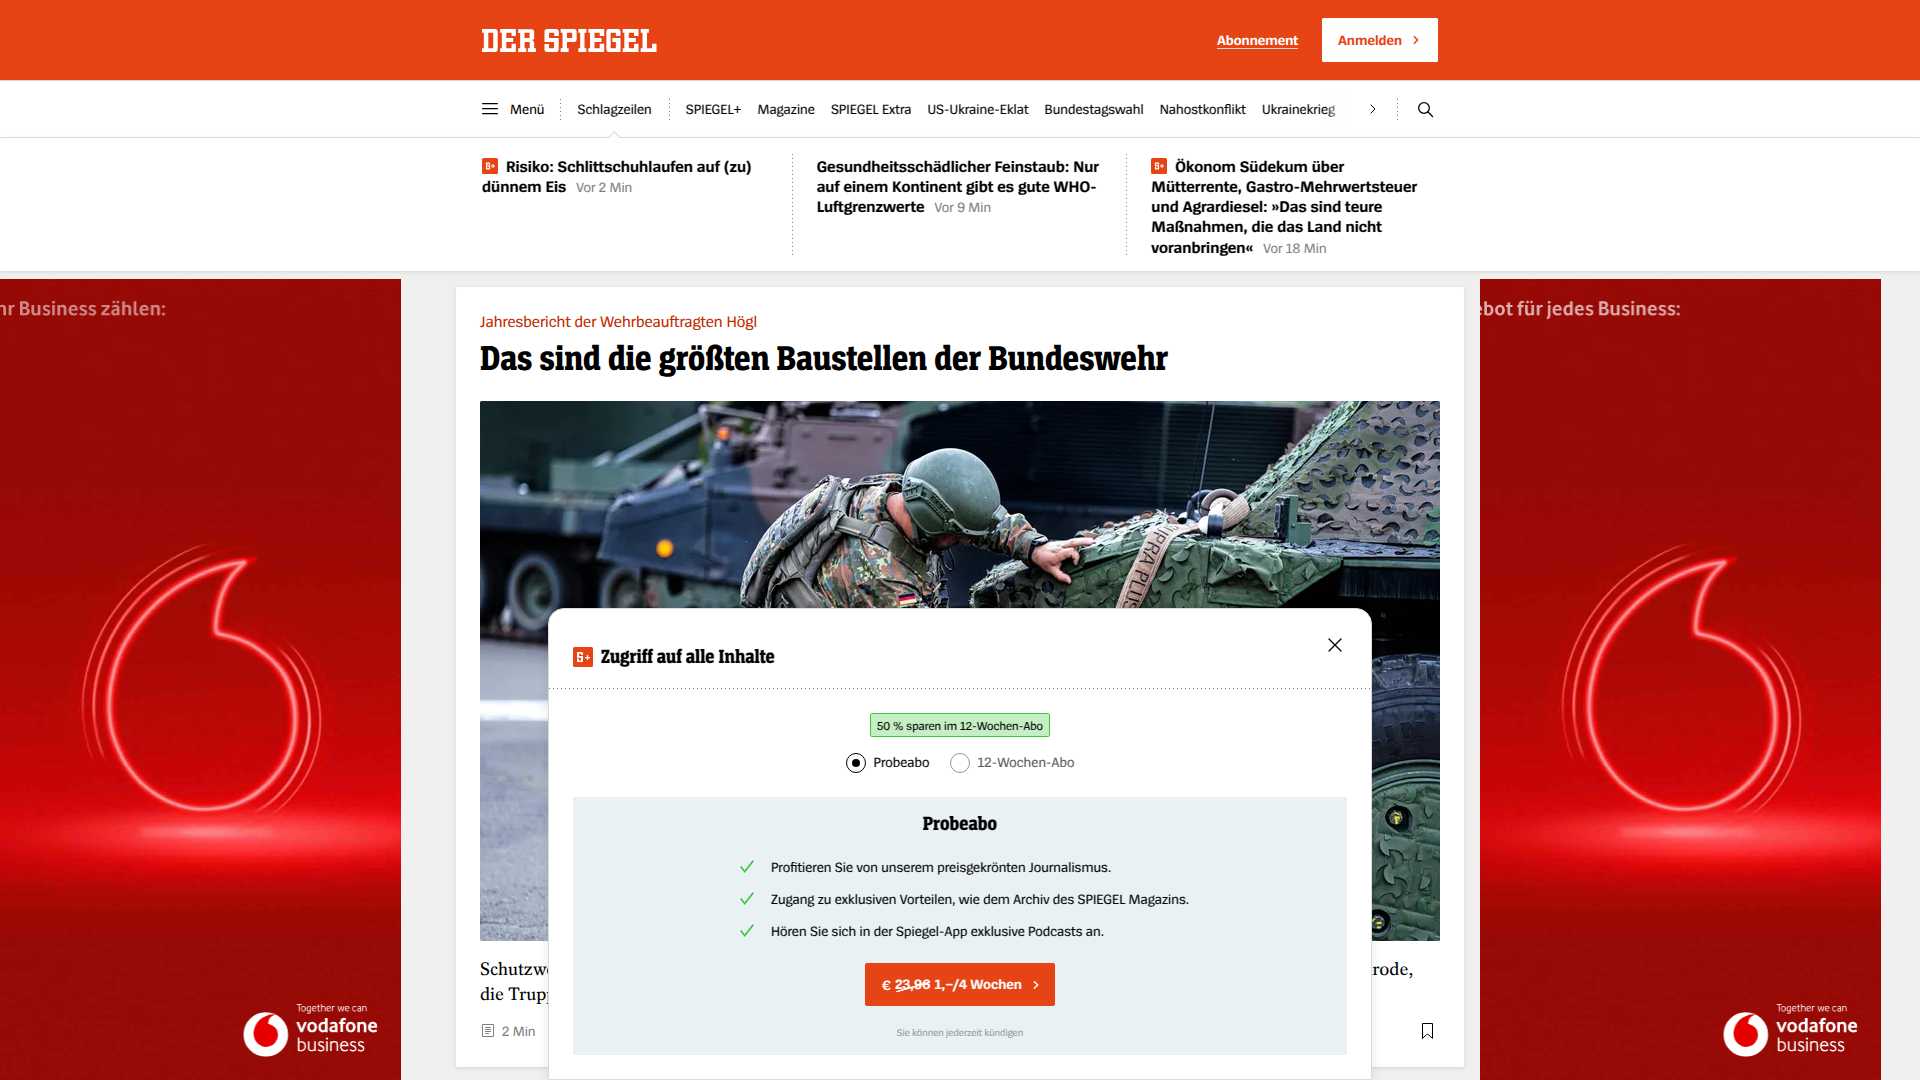 DER SPIEGEL
Abonnement
Anmelden
Menü
Schlagzeilen
SPIEGEL+
Magazine
SPIEGEL Extra
US-Ukraine-Eklat
Bundestagswahl
Nahostkonflikt
Ukrainekrieg
S+ Risiko: Schlittschuhlaufen auf (zu)
dünnem Eis Vor 2 Min
Gesundheitsschädlicher Feinstaub: Nur
auf einem Kontinent gibt es gute WHO-
Luftgrenzwerte Vor 9 Min
S+ Ökonom Südekum über
Mütterrente, Gastro-Mehrwertsteuer
und Agrardiesel: »Das sind teure
Maßnahmen, die das Land nicht
voranbringen« Vor 18 Min
hr Business zählen:
Together we can
vodafone
business
Jahresbericht der Wehrbeauftragten Högl
Das sind die größten Baustellen der Bundeswehr
SUPRA PLUS
S+ Zugriff auf alle Inhalte
50 % sparen im 12-Wochen-Abo
Probeabo
12-Wochen-Abo
Probeabo
Profitieren Sie von unserem preisgekrönten Journalismus.
Zugang zu exklusiven Vorteilen, wie dem Archiv des SPIEGEL Magazins.
Hören Sie sich in der Spiegel-App exklusive Podcasts an.
€ 23,96 1,–/4 Wochen
Sie können jederzeit kündigen
Schutzw
rode,
die Trupp
2 Min
ebot für jedes Business:
Together we can
vodafone
business